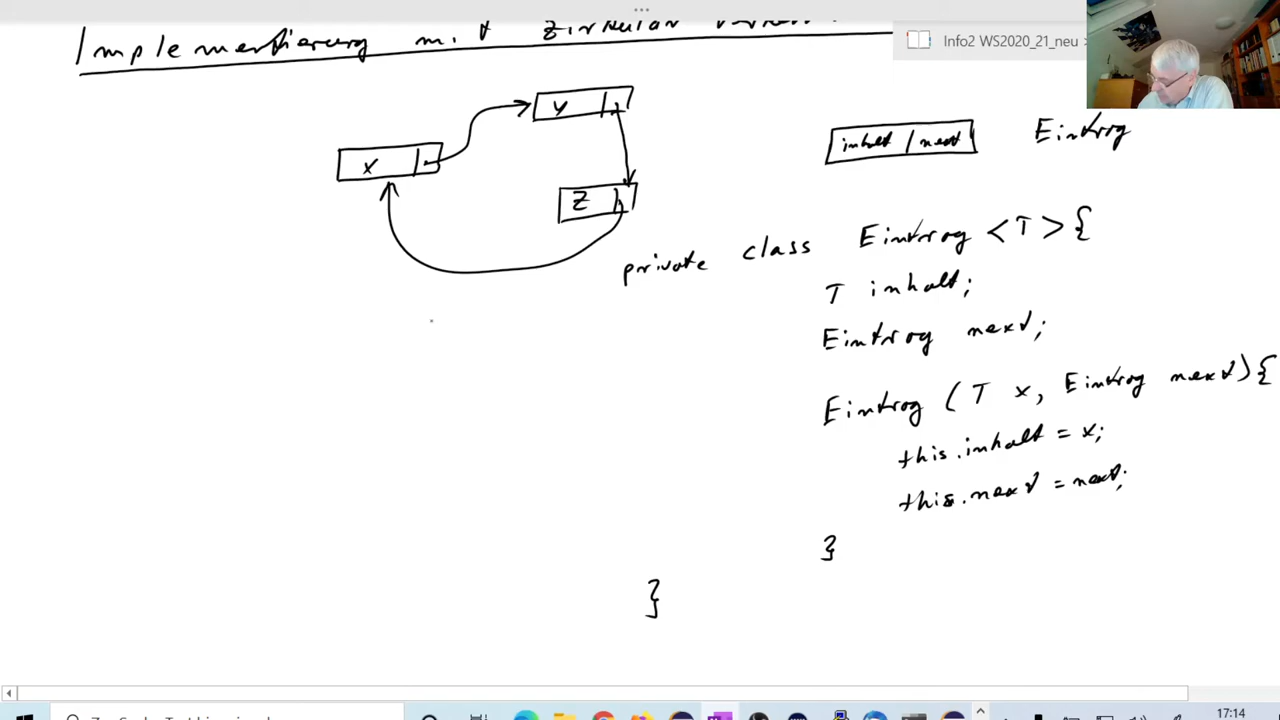 Implementierung mit zirkulär
Info2 WS2020_21_neu >
y
x
z
inhalt | next Eintrag
private class Eintrag <T> {
T inhalt;
Eintrag next;
Eintrag (T x, Eintrag next) {
this.inhalt = x;
this.next = next;
}
}
17:14